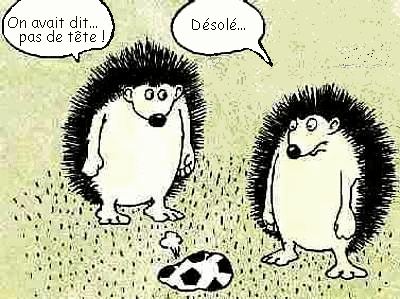 On avait dit...
pas de tête !
Désolé...